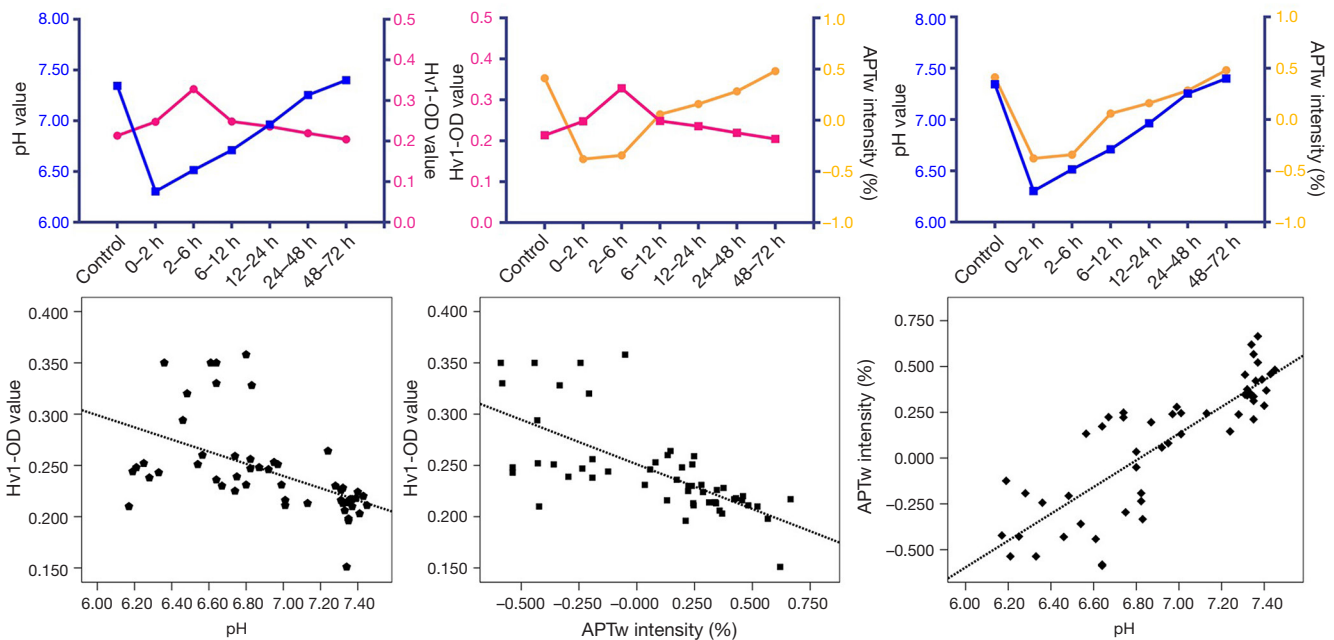 8.00
7.50
7.00
6.50
6.00
pH value
0.5
0.4
0.3
0.2
0.1
0.0
Hv1-OD value
Control
0–2 h
2–6 h
6–12 h
12–24 h
24–48 h
48–72 h
0.5
0.4
0.3
0.2
0.1
0.0
Hv1-OD value
1.0
0.5
0.0
–0.5
–1.0
APTw intensity (%)
Control
0–2 h
2–6 h
6–12 h
12–24 h
24–48 h
48–72 h
8.00
7.50
7.00
6.50
6.00
pH value
1.0
0.5
0.0
–0.5
–1.0
APTw intensity (%)
Control
0–2 h
2–6 h
6–12 h
12–24 h
24–48 h
48–72 h
0.400
0.350
0.300
0.250
0.200
0.150
Hv1-OD value
6.00 6.20 6.40 6.60 6.80 7.00 7.20 7.40
pH
0.400
0.350
0.300
0.250
0.200
0.150
Hv1-OD value
–0.500 –0.250 –0.000 0.250 0.500 0.750
APTw intensity (%)
0.750
0.500
0.250
0.000
–0.250
–0.500
APTw intensity (%)
6.00 6.20 6.40 6.60 6.80 7.00 7.20 7.40
pH